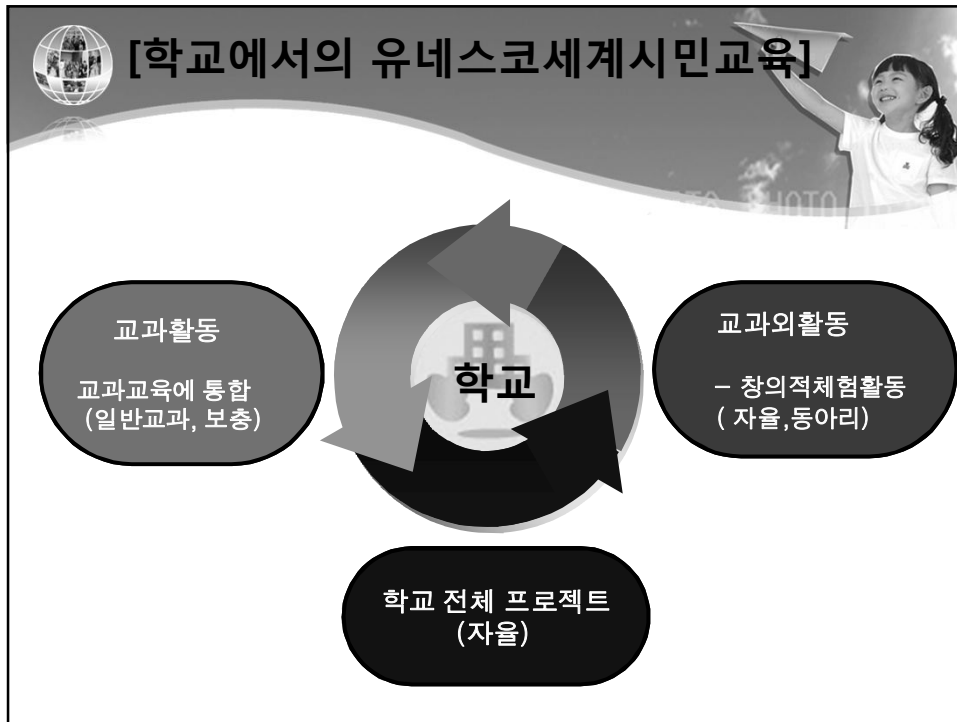 [학교에서의 유네스코세계시민교육]
교과활동
교과교육에 통합
(일반교과, 보충)
학교
교과외활동
- 창의적체험활동
( 자율,동아리)
학교 전체 프로젝트
(자율)